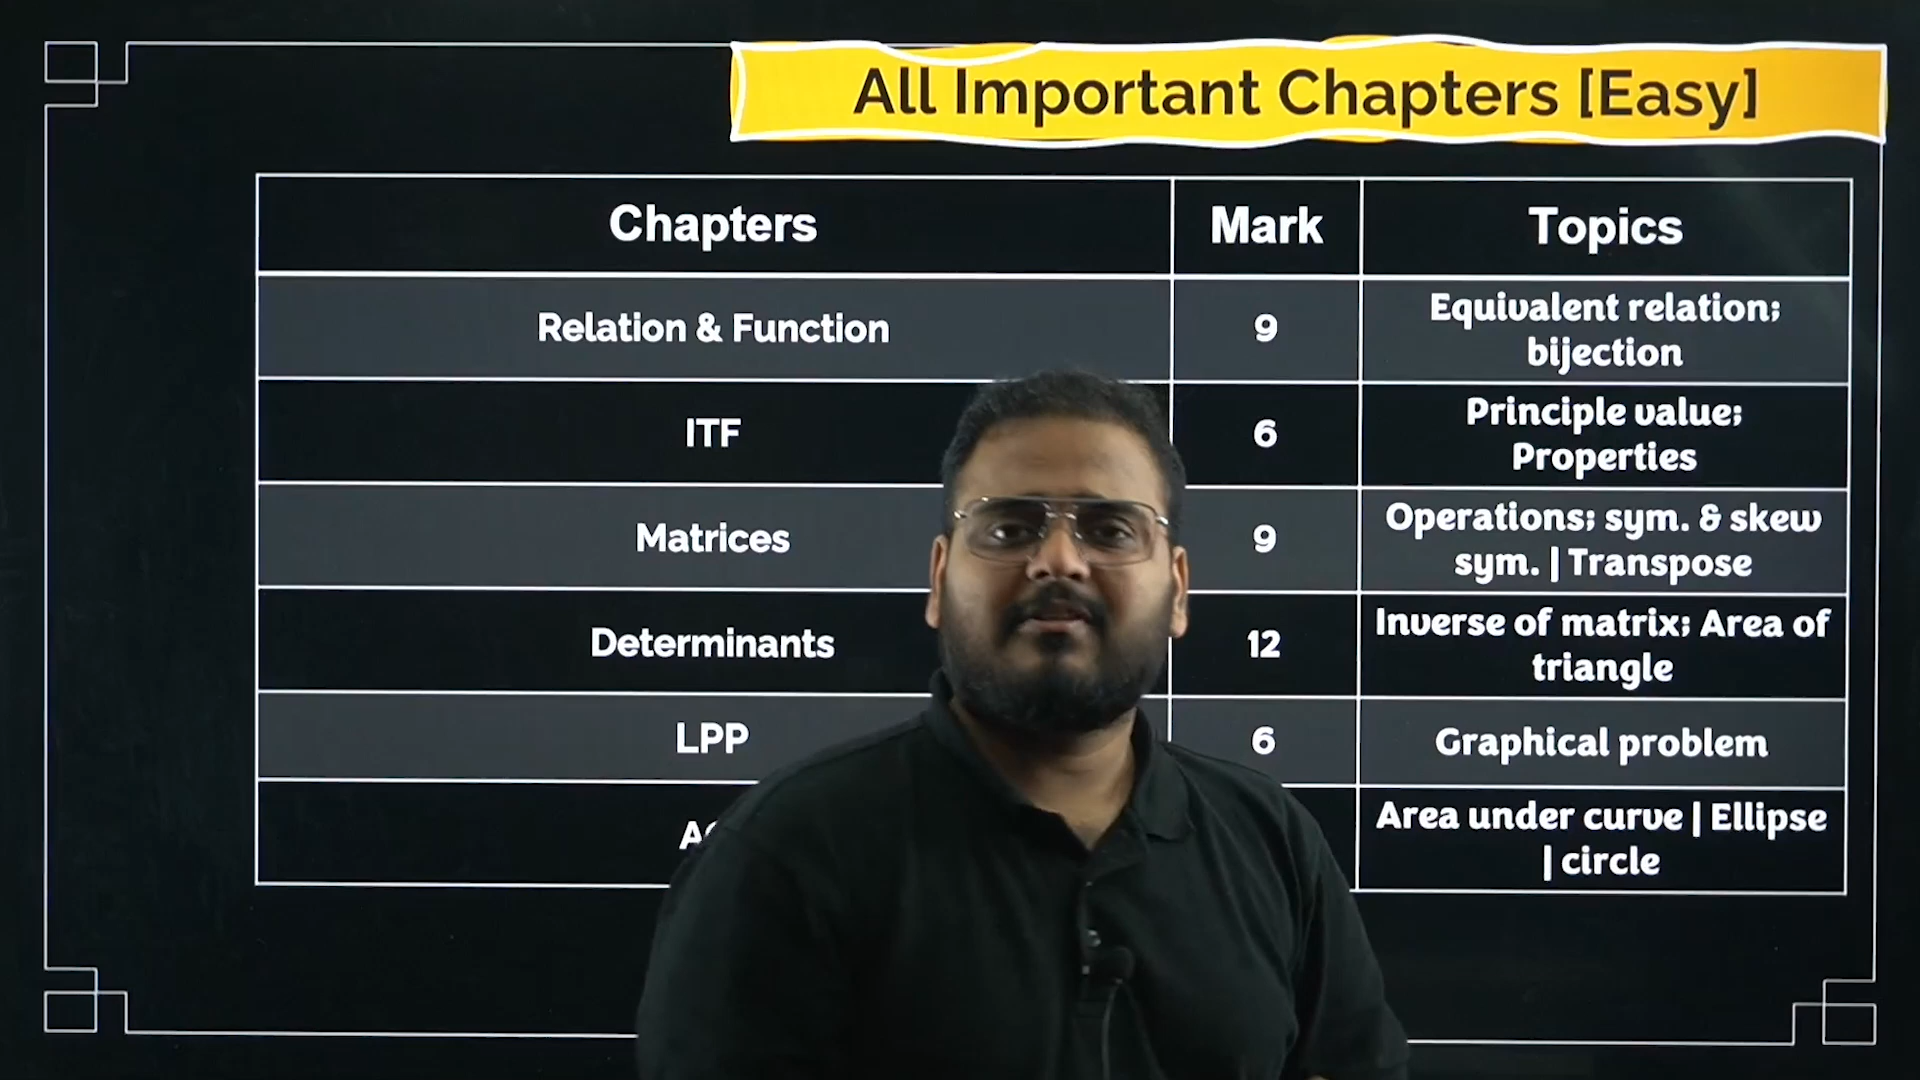 All Important Chapters [Easy]
Chapters Mark Topics
Relation & Function 9 Equivalent relation;
bijection
ITF 6 Principle value;
Properties
Matrices 9 Operations; sym. & skew
sym. | Transpose
Determinants 12 Inverse of matrix; Area of
triangle
LPP 6 Graphical problem
Area under curve | Ellipse
| circle